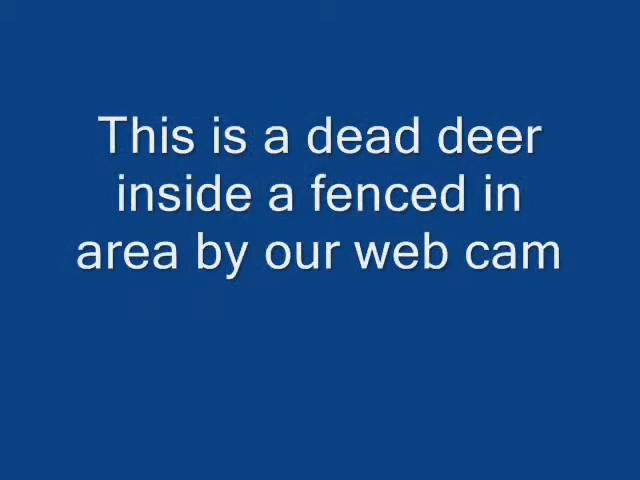 This is a dead deer
inside a fenced in
area by our web cam